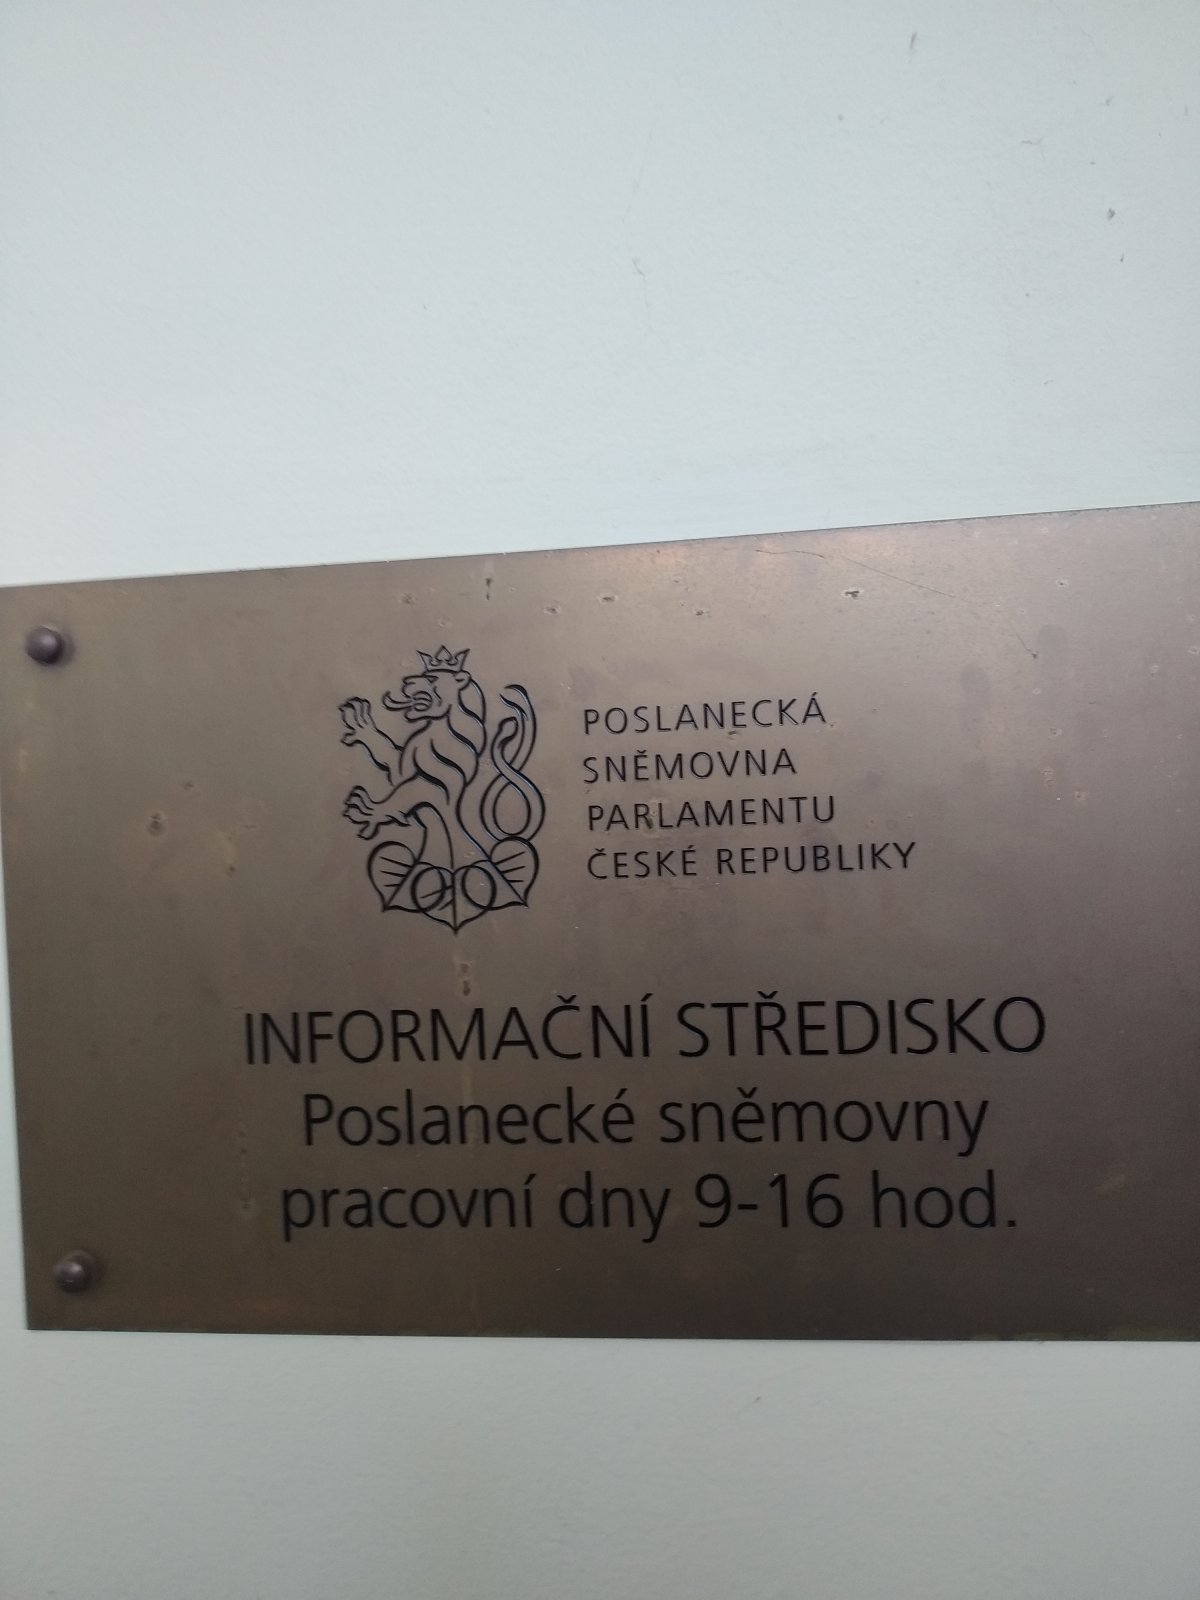 POSLANECKÁ
SNĚMOVNA
PARLAMENTU
ČESKÉ REPUBLIKY
INFORMAČNÍ STŘEDISKO
Poslanecké sněmovny
pracovní dny 9-16 hod.